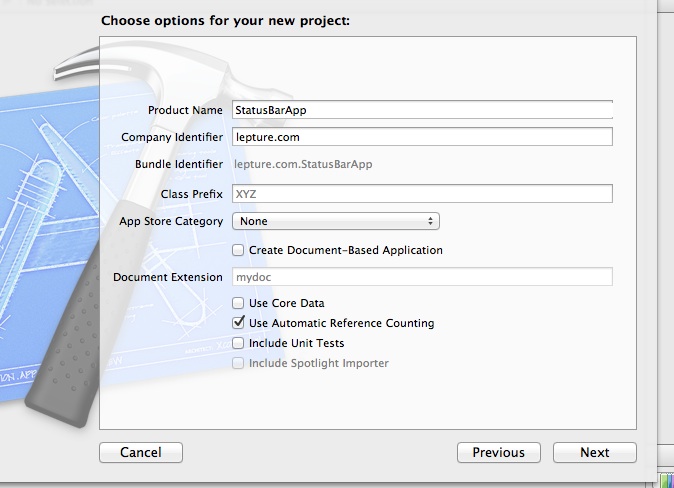 Choose options for your new project:
Product Name StatusBarApp
Company Identifier lepture.com
Bundle Identifier lepture.com.StatusBarApp
Class Prefix XYZ
App Store Category None
Create Document-Based Application
Document Extension mydoc
Use Core Data
Use Automatic Reference Counting
Include Unit Tests
Include Spotlight Importer
Cancel Previous Next